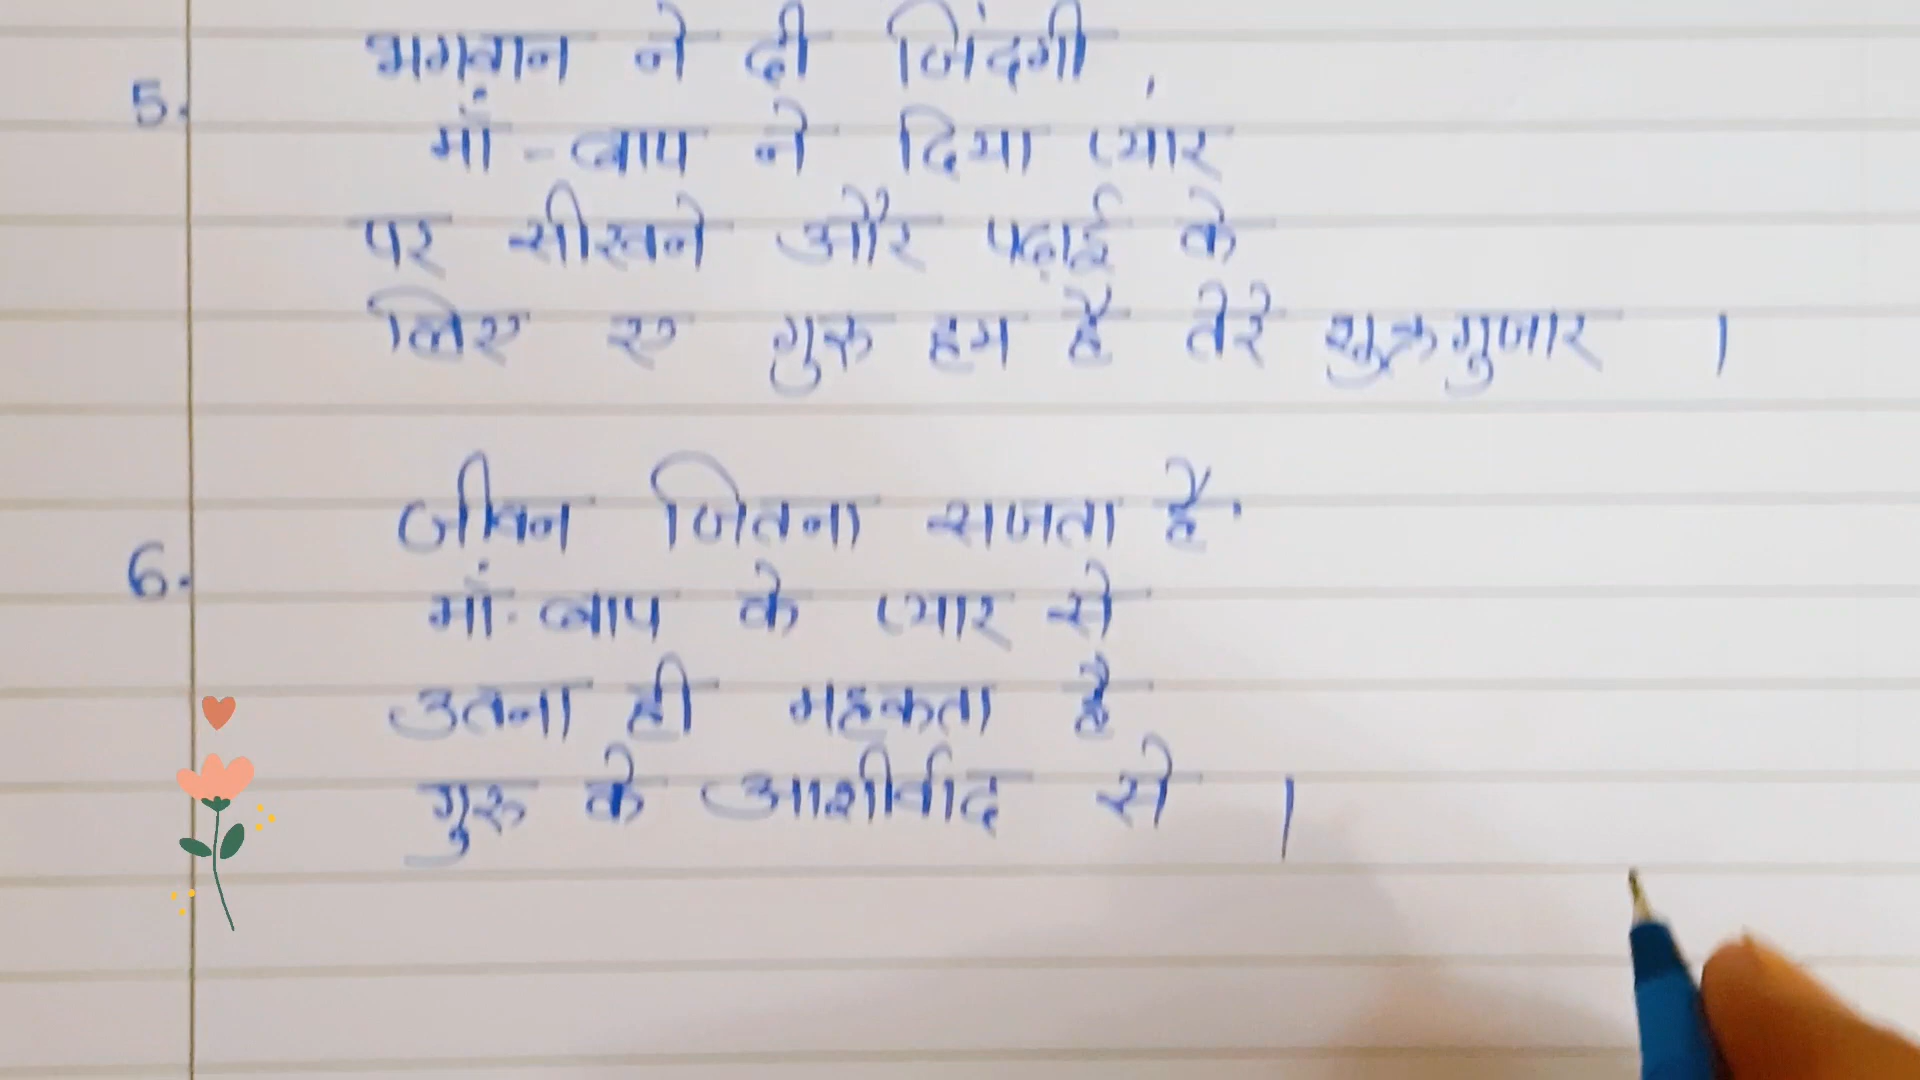 5. भगवान ने दी जिंदगी,
माँ - बाप ने दिया प्यार
पर सीखने और पढ़ाई के
लिए ए गुरु हम है तेरे शुक्रगुजार ।
6. जीवन जितना सजता है
माँ-बाप के प्यार से
उतना ही महकता है
गुरु के आशीर्वाद से ।